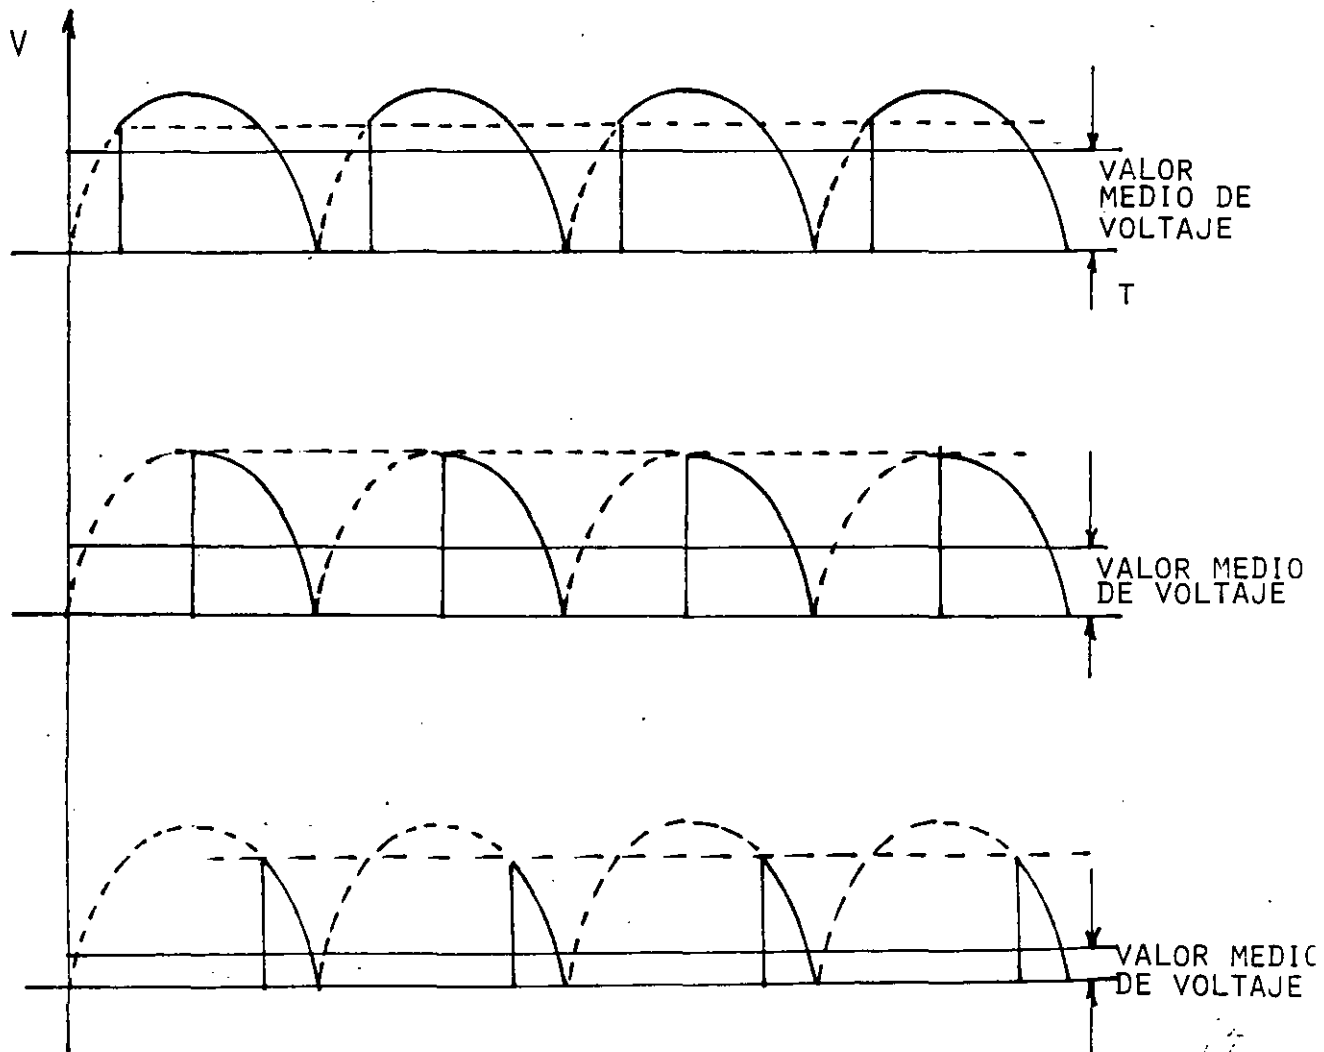 V
VALOR
MEDIO DE
VOLTAJE
T
VALOR MEDIO
DE VOLTAJE
VALOR MEDIO
DE VOLTAJE